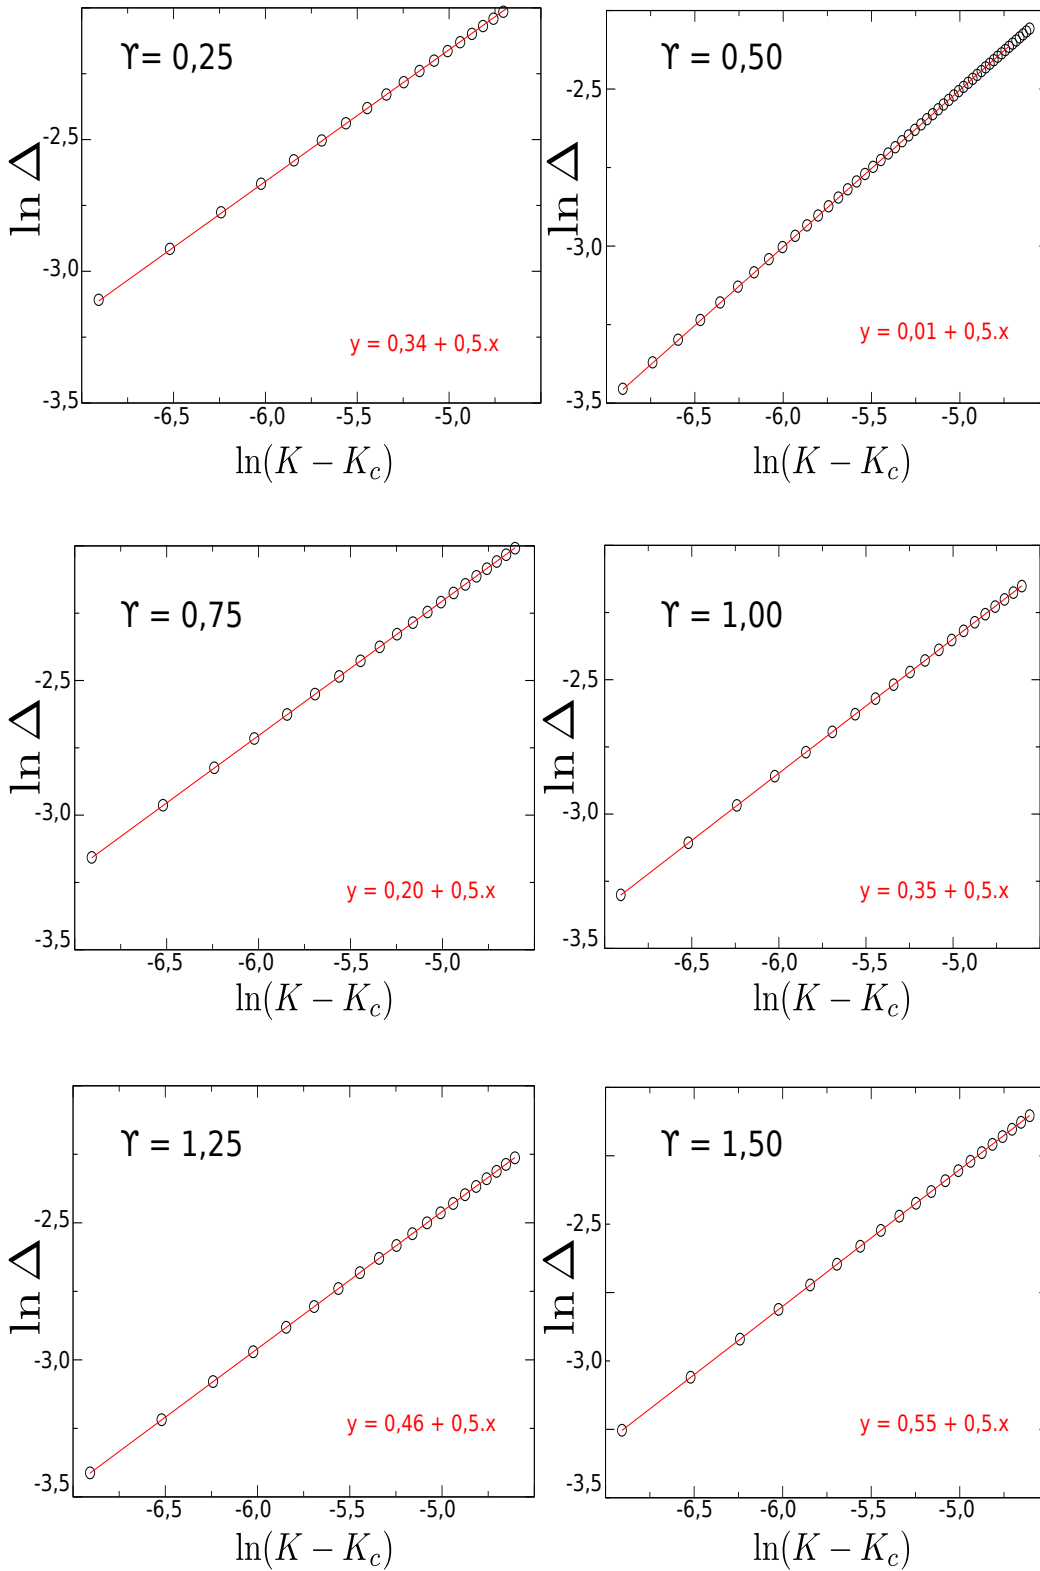 ϒ= 0,25
ln Δ
-2,5
-3,0
-3,5
y = 0,34 + 0,5.x
-6,5 -6,0 -5,5 -5,0
ln(K − K_c)
ϒ = 0,50
ln Δ
-2,5
-3,0
-3,5
y = 0,01 + 0,5.x
-6,5 -6,0 -5,5 -5,0
ln(K − K_c)
ϒ = 0,75
ln Δ
-2,5
-3,0
-3,5
y = 0,20 + 0,5.x
-6,5 -6,0 -5,5 -5,0
ln(K − K_c)
ϒ = 1,00
ln Δ
-2,5
-3,0
-3,5
y = 0,35 + 0,5.x
-6,5 -6,0 -5,5 -5,0
ln(K − K_c)
ϒ = 1,25
ln Δ
-2,5
-3,0
-3,5
y = 0,46 + 0,5.x
-6,5 -6,0 -5,5 -5,0
ln(K − K_c)
ϒ = 1,50
ln Δ
-2,5
-3,0
-3,5
y = 0,55 + 0,5.x
-6,5 -6,0 -5,5 -5,0
ln(K − K_c)